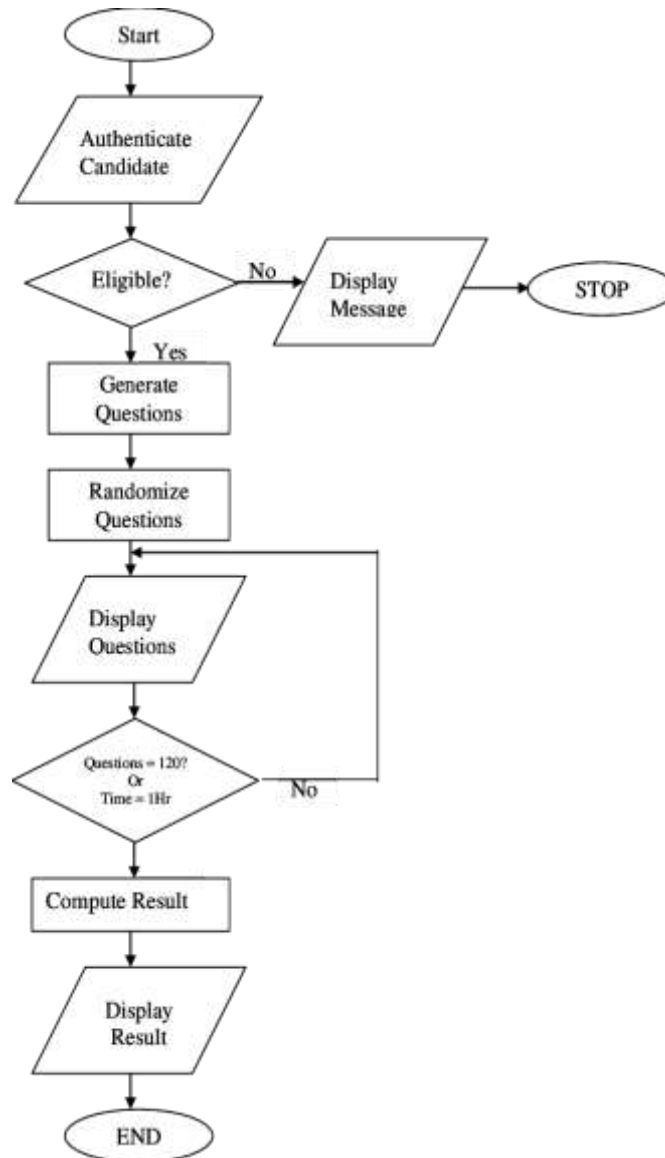 Start
Authenticate
Candidate
Eligible?
No
Display
Message
STOP
Yes
Generate
Questions
Randomize
Questions
Display
Questions
Questions = 120?
Or
Time = 1Hr
No
Compute Result
Display
Result
END